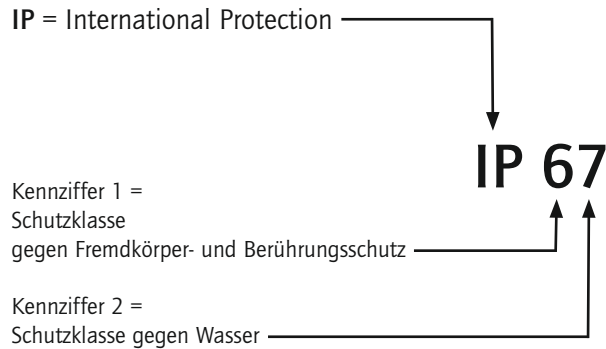 IP = International Protection
IP 67
Kennziffer 1 =
Schutzklasse
gegen Fremdkörper- und Berührungsschutz
Kennziffer 2 =
Schutzklasse gegen Wasser